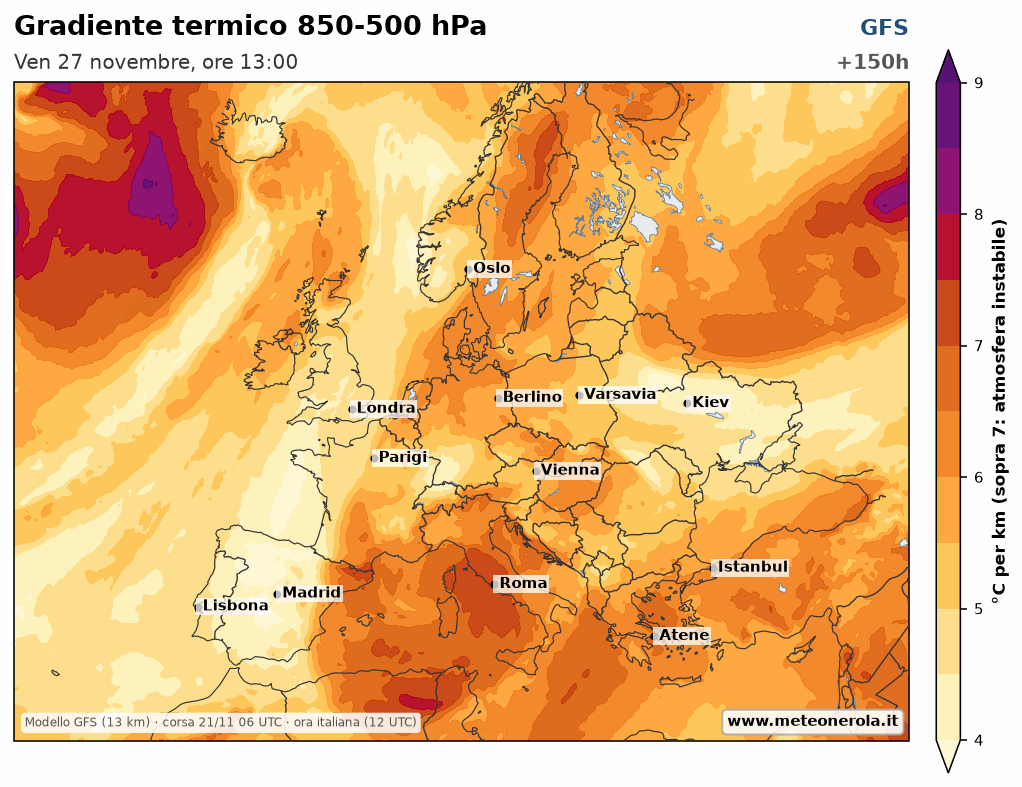 Gradiente termico 850-500 hPa
GFS
Ven 27 novembre, ore 13:00
+150h
9
8
7
6
5
4
°C per km (sopra 7: atmosfera instabile)
Oslo
Berlino
Varsavia
Kiev
Londra
Parigi
Vienna
Istanbul
Roma
Madrid
Lisbona
Atene
Modello GFS (13 km) · corsa 21/11 06 UTC · ora italiana (12 UTC)
www.meteonerola.it